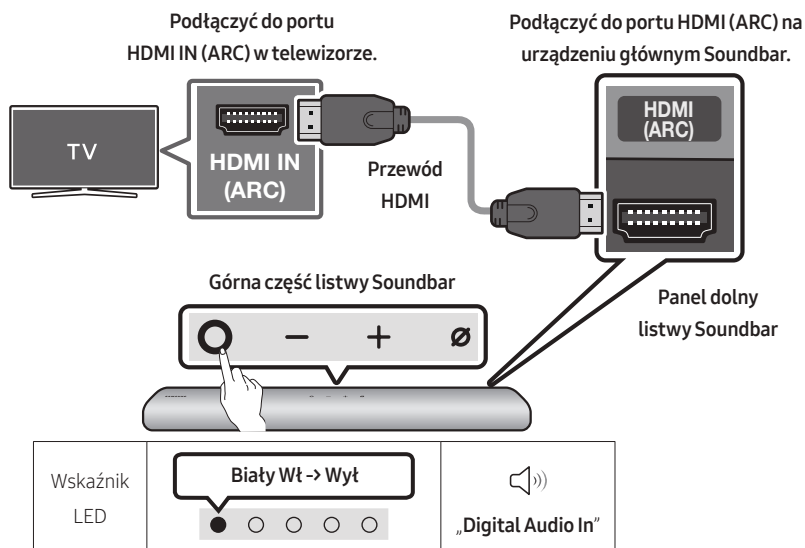 Podłączyć do portu
HDMI IN (ARC) w telewizorze.
Podłączyć do portu HDMI (ARC) na
urządzeniu głównym Soundbar.
TV
HDMI IN
(ARC)
Przewód
HDMI
HDMI
(ARC)
Górna część listwy Soundbar
Panel dolny
listwy Soundbar
Wskaźnik
LED
Biały Wł -> Wył
„Digital Audio In”